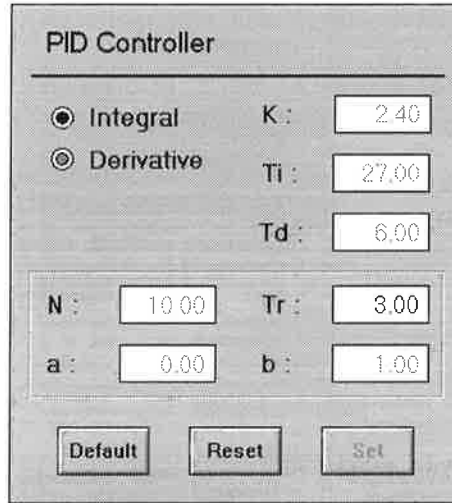 PID Controller
Integral K : 2.40
Derivative
Ti : 27.00
Td : 6.00
N : 10.00 Tr : 3.00
a : 0.00 b : 1.00
Default Reset Set